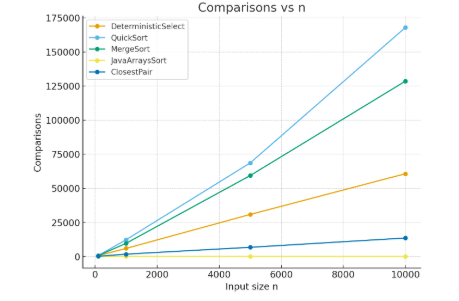 Comparisons vs n
175000
150000
125000
100000
75000
50000
25000
0
Comparisons
DeterministicSelect
QuickSort
MergeSort
JavaArraysSort
ClosestPair
0 2000 4000 6000 8000 10000
Input size n